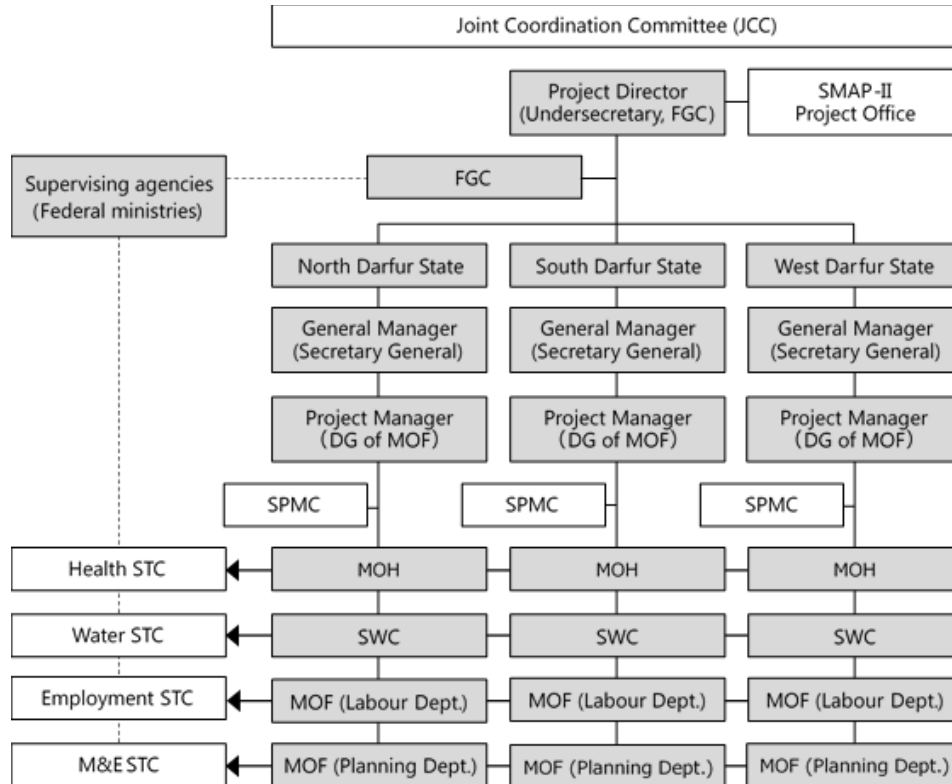 Joint Coordination Committee (JCC)
Project Director
(Undersecretary, FGC)
SMAP-II
Project Office
Supervising agencies
(Federal ministries)
FGC
North Darfur State
South Darfur State
West Darfur State
General Manager
(Secretary General)
General Manager
(Secretary General)
General Manager
(Secretary General)
Project Manager
(DG of MOF)
Project Manager
(DG of MOF)
Project Manager
(DG of MOF)
SPMC
SPMC
SPMC
Health STC
MOH
MOH
MOH
Water STC
SWC
SWC
SWC
Employment STC
MOF (Labour Dept.)
MOF (Labour Dept.)
MOF (Labour Dept.)
M&E STC
MOF (Planning Dept.)
MOF (Planning Dept.)
MOF (Planning Dept.)